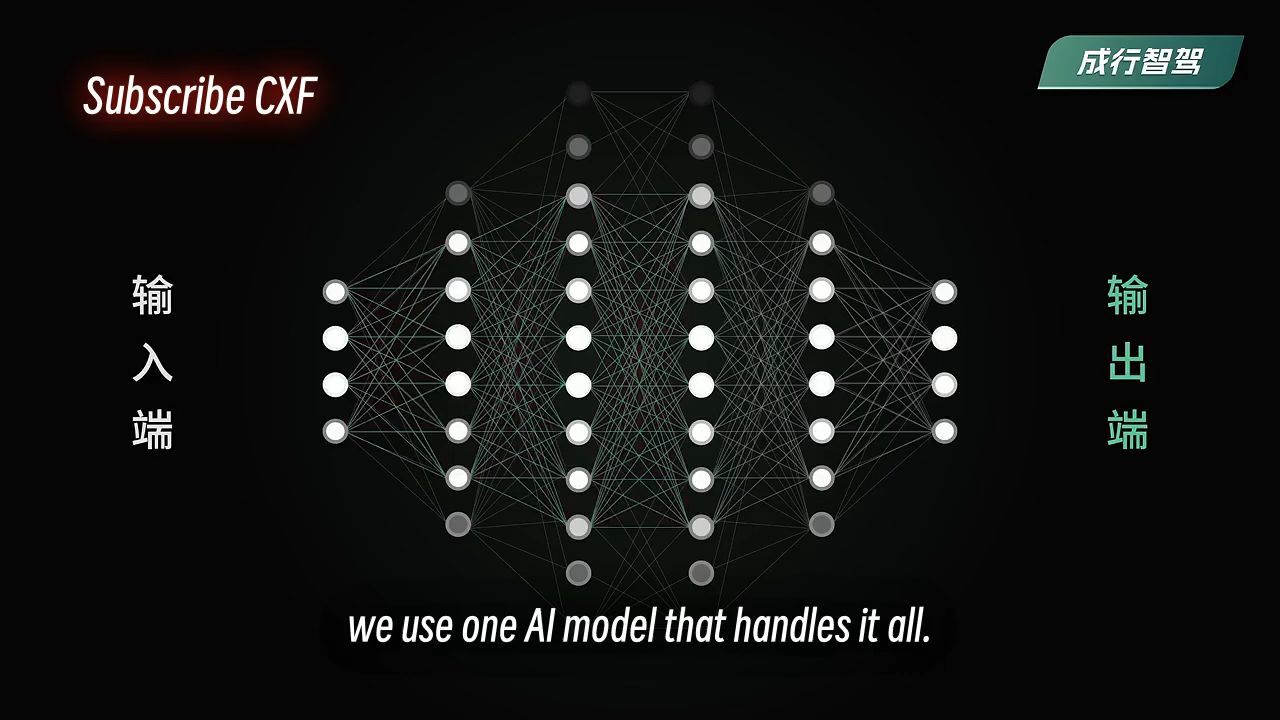 Subscribe CXF
成行智驾
输入端
输出端
we use one AI model that handles it all.